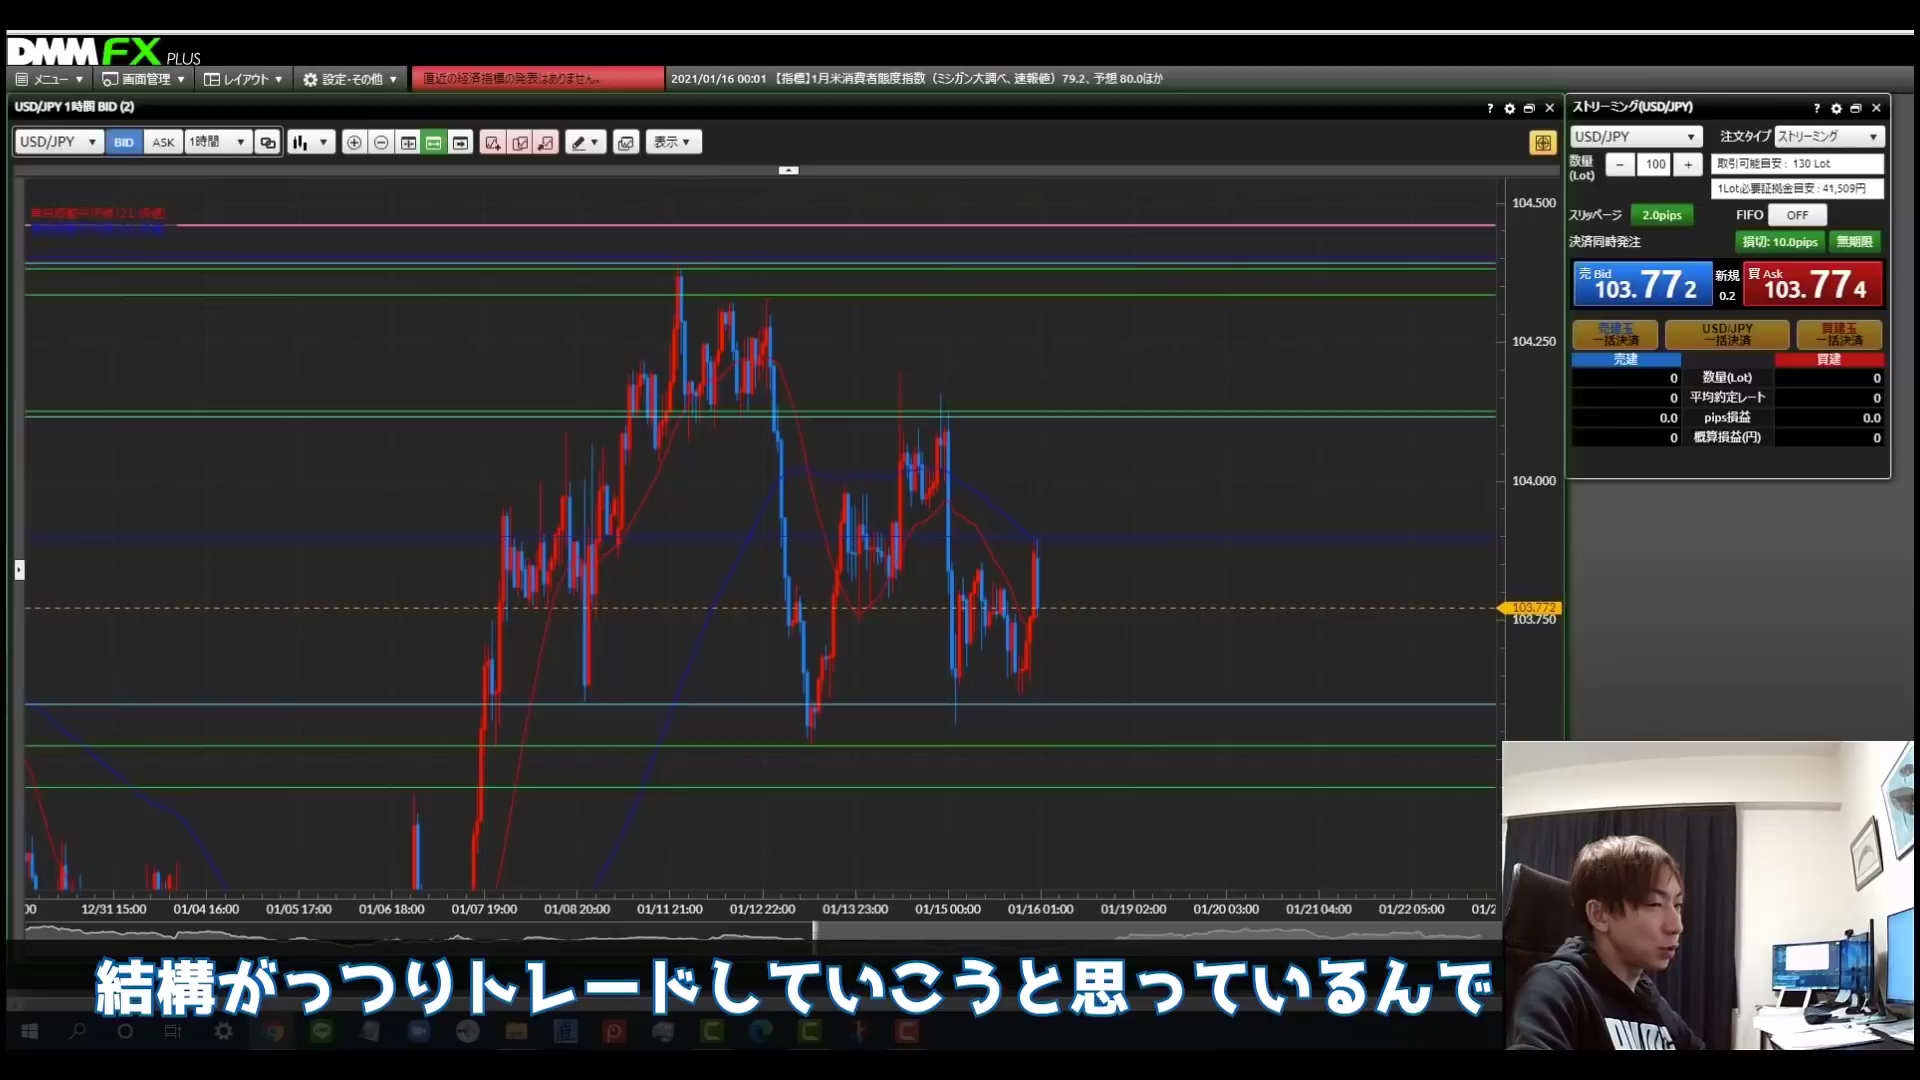 DMM FX PLUS
メニュー ▼ 画面管理 ▼ レイアウト ▼ 設定-その他 ▼ 直近の経済指標の発表はありません。 2021/01/16 00:01 【指標】1月米消費者態度指数（ミシガン大調べ、速報値）79.2、予想 80.0ほか
USD/JPY 1時間 BID (2)
USD/JPY BID ASK 1時間 表示
単純移動平均線 (21, 終値)
104.500
104.250
104.000
103.772
103.750
12/31 15:00 01/04 16:00 01/05 17:00 01/06 18:00 01/07 19:00 01/08 20:00 01/11 21:00 01/12 22:00 01/13 23:00 01/15 00:00 01/16 01:00 01/19 02:00 01/20 03:00 01/21 04:00 01/22 05:00
ストリーミング(USD/JPY)
USD/JPY 注文タイプ ストリーミング
数量(Lot) － 100 ＋ 取引可能目安 : 130 Lot
1Lot必要証拠金目安 : 41,509円
スリッページ 2.0pips FIFO OFF
決済同時発注 損切: 10.0pips 無期限
売 Bid 103.772 新規 0.2 買 Ask 103.774
売建玉 一括決済 USD/JPY 一括決済 買建玉 一括決済
売建 買建
0 数量(Lot) 0
0 平均約定レート 0
0.0 pips損益 0.0
0 概算損益(円) 0
結構がっつりトレードしていこうと思っているんで